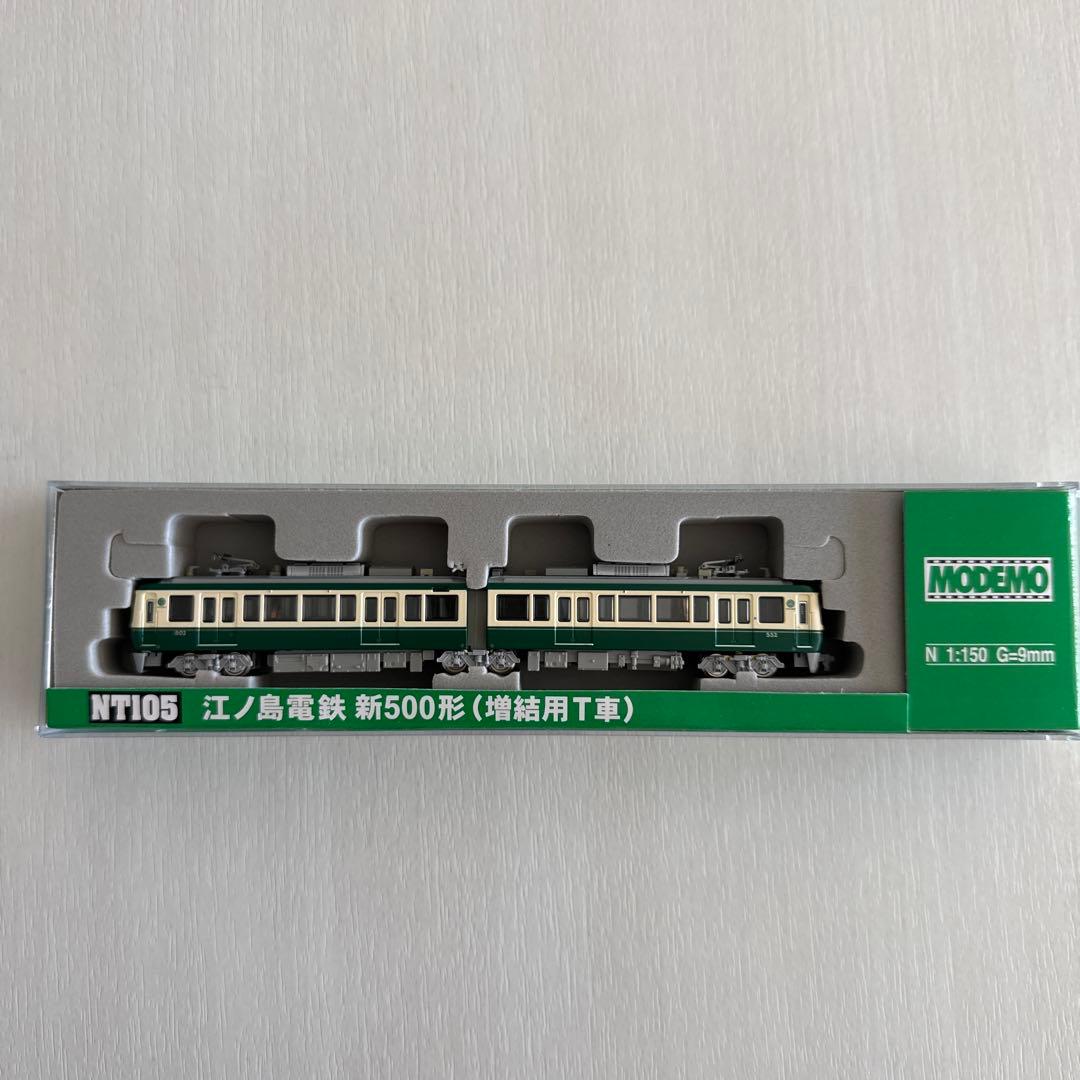 MODEMO
N 1:150 G=9mm
552
NT105 江ノ島電鉄 新500形（増結用T車）